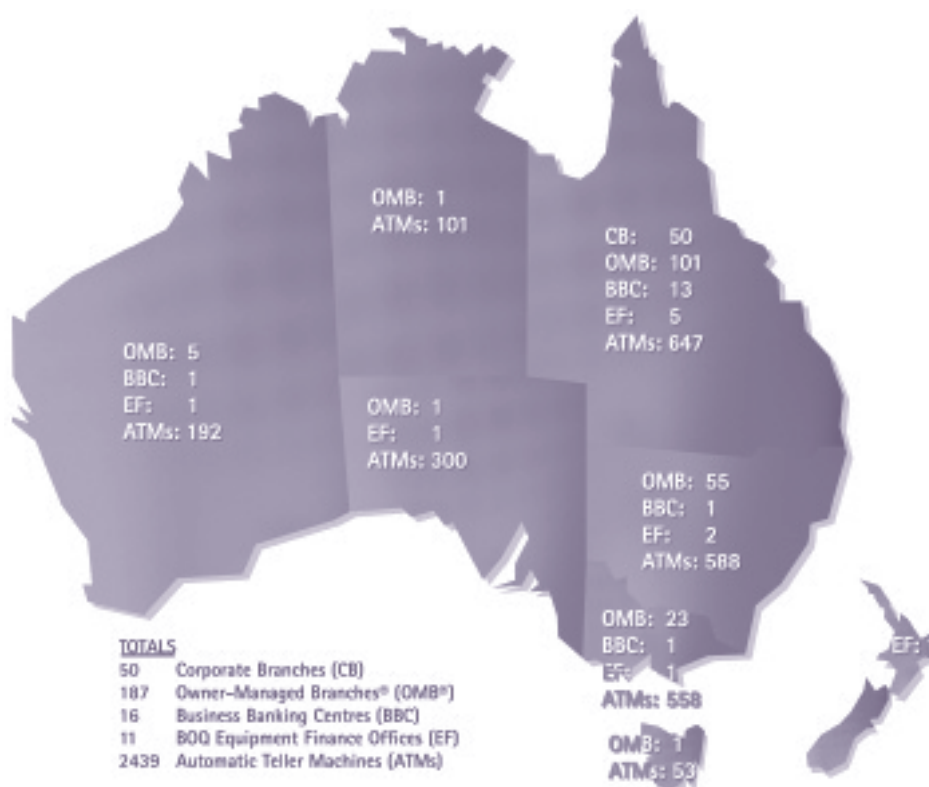 OMB: 1
ATMs: 101
CB: 50
OMB: 101
BBC: 13
EF: 5
ATMs: 647
OMB: 5
BBC: 1
EF: 1
ATMs: 192
OMB: 1
EF: 1
ATMs: 300
OMB: 55
BBC: 1
EF: 2
ATMs: 588
OMB: 23
BBC: 1
EF: 1
ATMs: 558
EF:
OMB: 1
ATMs: 53
TOTALS
50 Corporate Branches (CB)
187 Owner-Managed Branches® (OMB®)
16 Business Banking Centres (BBC)
11 BOQ Equipment Finance Offices (EF)
2439 Automatic Teller Machines (ATMs)